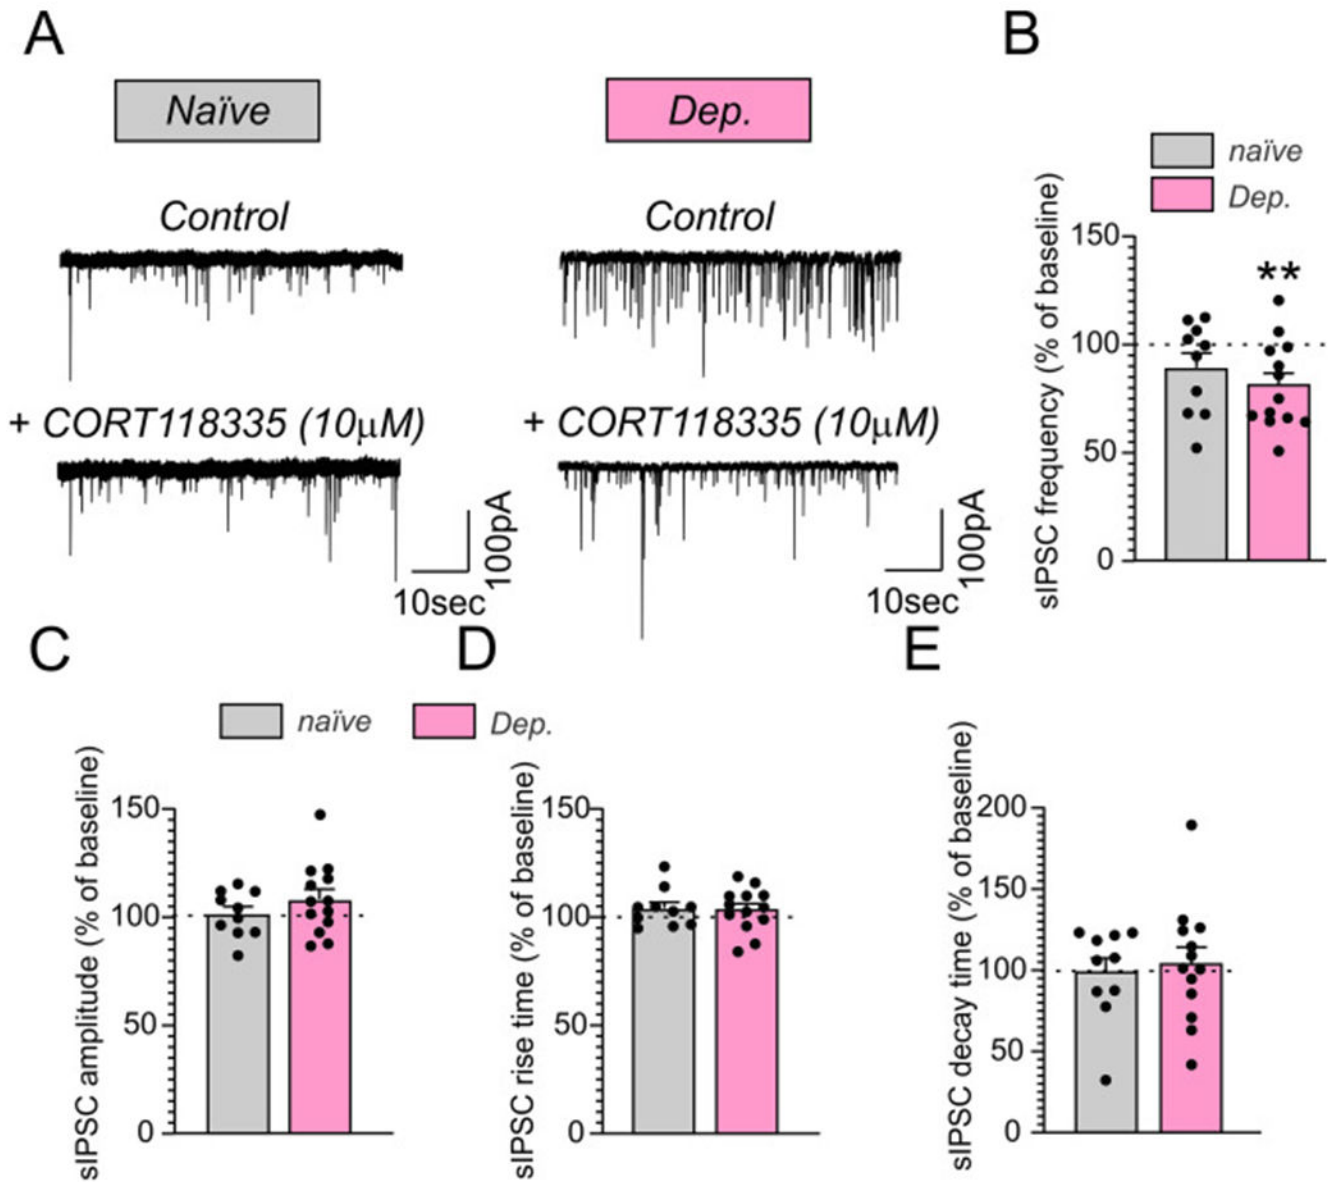 A
B
Naïve
Dep.
naïve
Dep.
Control
Control
sIPSC frequency (% of baseline)
150
100
50
0
**
+ CORT118335 (10µM)
+ CORT118335 (10µM)
100pA
10sec
100pA
10sec
C
D
E
naïve
Dep.
sIPSC amplitude (% of baseline)
150
100
50
0
sIPSC rise time (% of baseline)
150
100
50
0
sIPSC decay time (% of baseline)
200
150
100
50
0